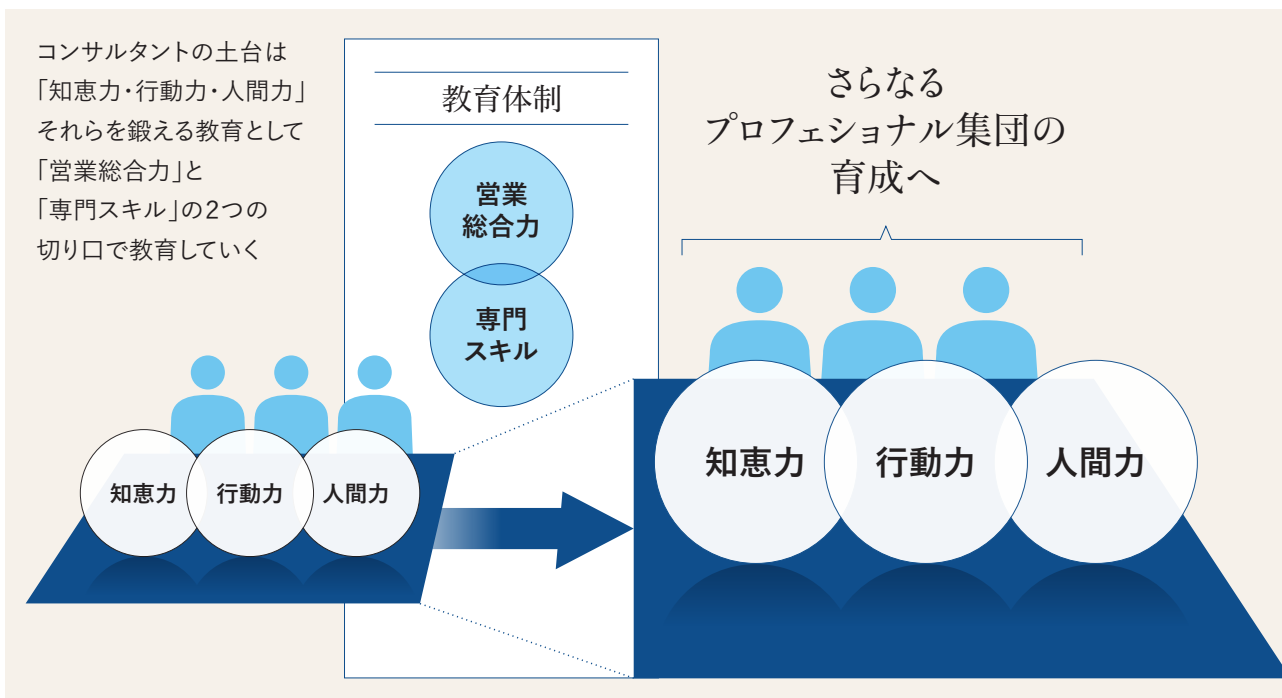 コンサルタントの土台は
「知恵力・行動力・人間力」
それらを鍛える教育として
「営業総合力」と
「専門スキル」の2つの
切り口で教育していく
教育体制
営業
総合力
専門
スキル
知恵力
行動力
人間力
さらなる
プロフェショナル集団の
育成へ
知恵力
行動力
人間力